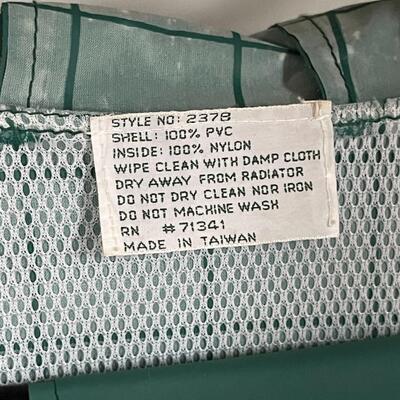 STYLE NO: 2378
SHELL: 100% PVC
INSIDE: 100% NYLON
WIPE CLEAN WITH DAMP CLOTH
DRY AWAY FROM RADIATOR
DO NOT DRY CLEAN NOR IRON
DO NOT MACHINE WASH
RN #71341
MADE IN TAIWAN